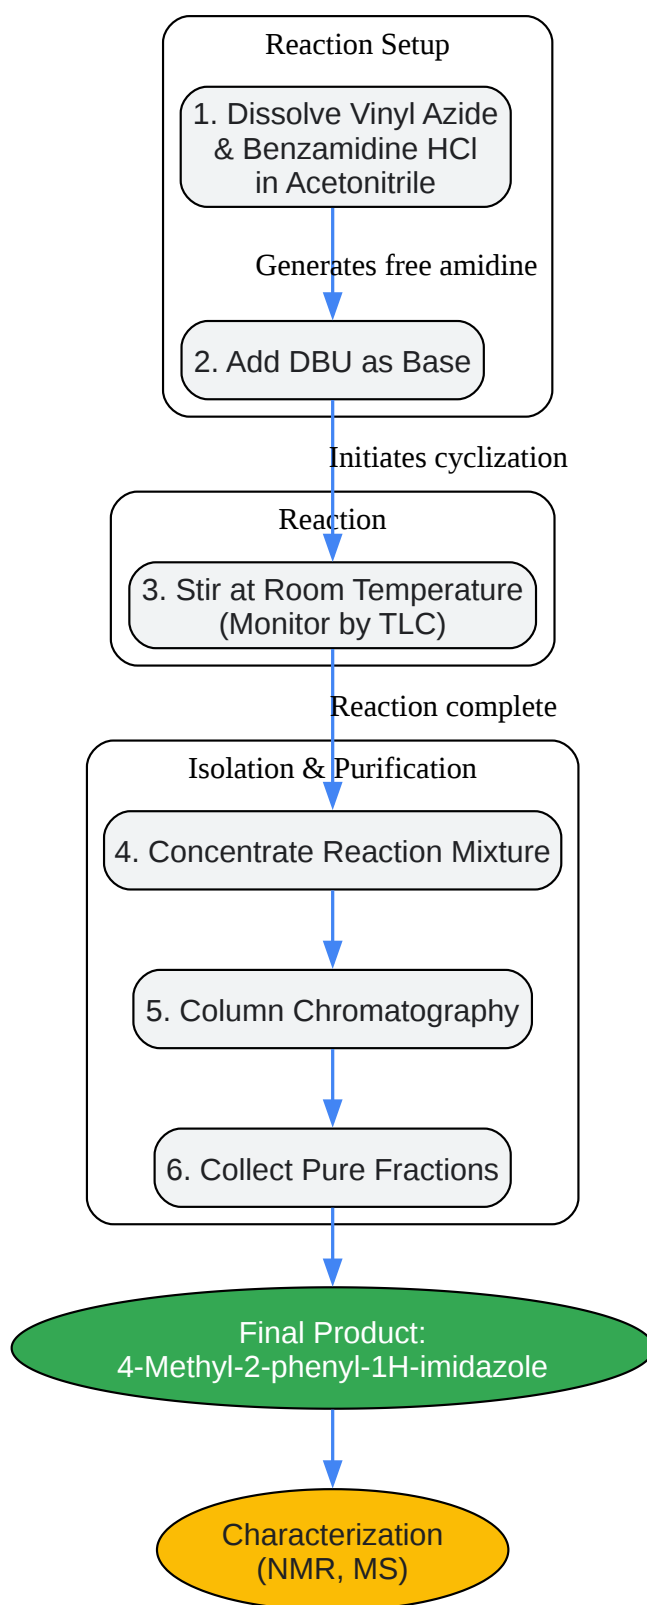 Reaction Setup
1. Dissolve Vinyl Azide
& Benzamidine HCl
in Acetonitrile
Generates free amidine
2. Add DBU as Base
Initiates cyclization
Reaction
3. Stir at Room Temperature
(Monitor by TLC)
Reaction complete
Isolation & Purification
4. Concentrate Reaction Mixture
5. Column Chromatography
6. Collect Pure Fractions
Final Product:
4-Methyl-2-phenyl-1H-imidazole
Characterization
(NMR, MS)